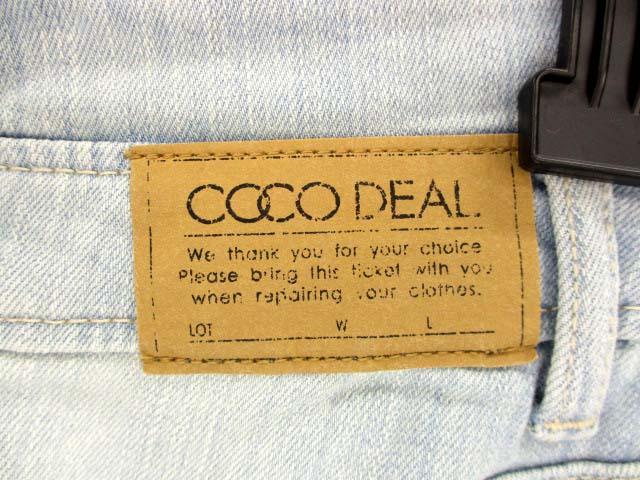 COCO DEAL
We thank you for your choice
Please bring this ticket with you
when repairing your clothes.
LOT W L